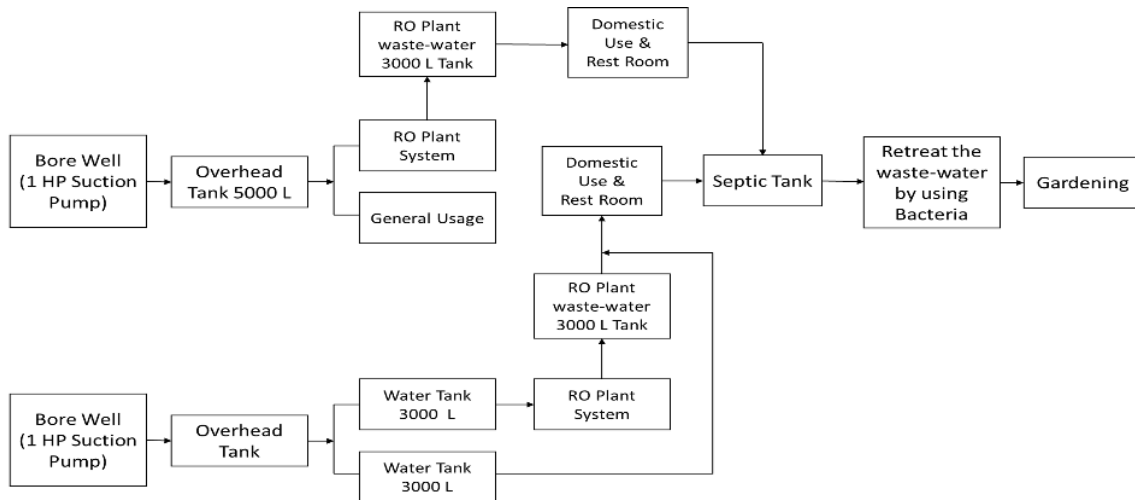 RO Plant
waste-water
3000 L Tank
Domestic
Use &
Rest Room
Bore Well
(1 HP Suction
Pump)
Overhead
Tank 5000 L
RO Plant
System
General Usage
Domestic
Use &
Rest Room
Septic Tank
Retreat the
waste-water
by using
Bacteria
Gardening
RO Plant
waste-water
3000 L Tank
Bore Well
(1 HP Suction
Pump)
Overhead
Tank
Water Tank
3000 L
RO Plant
System
Water Tank
3000 L